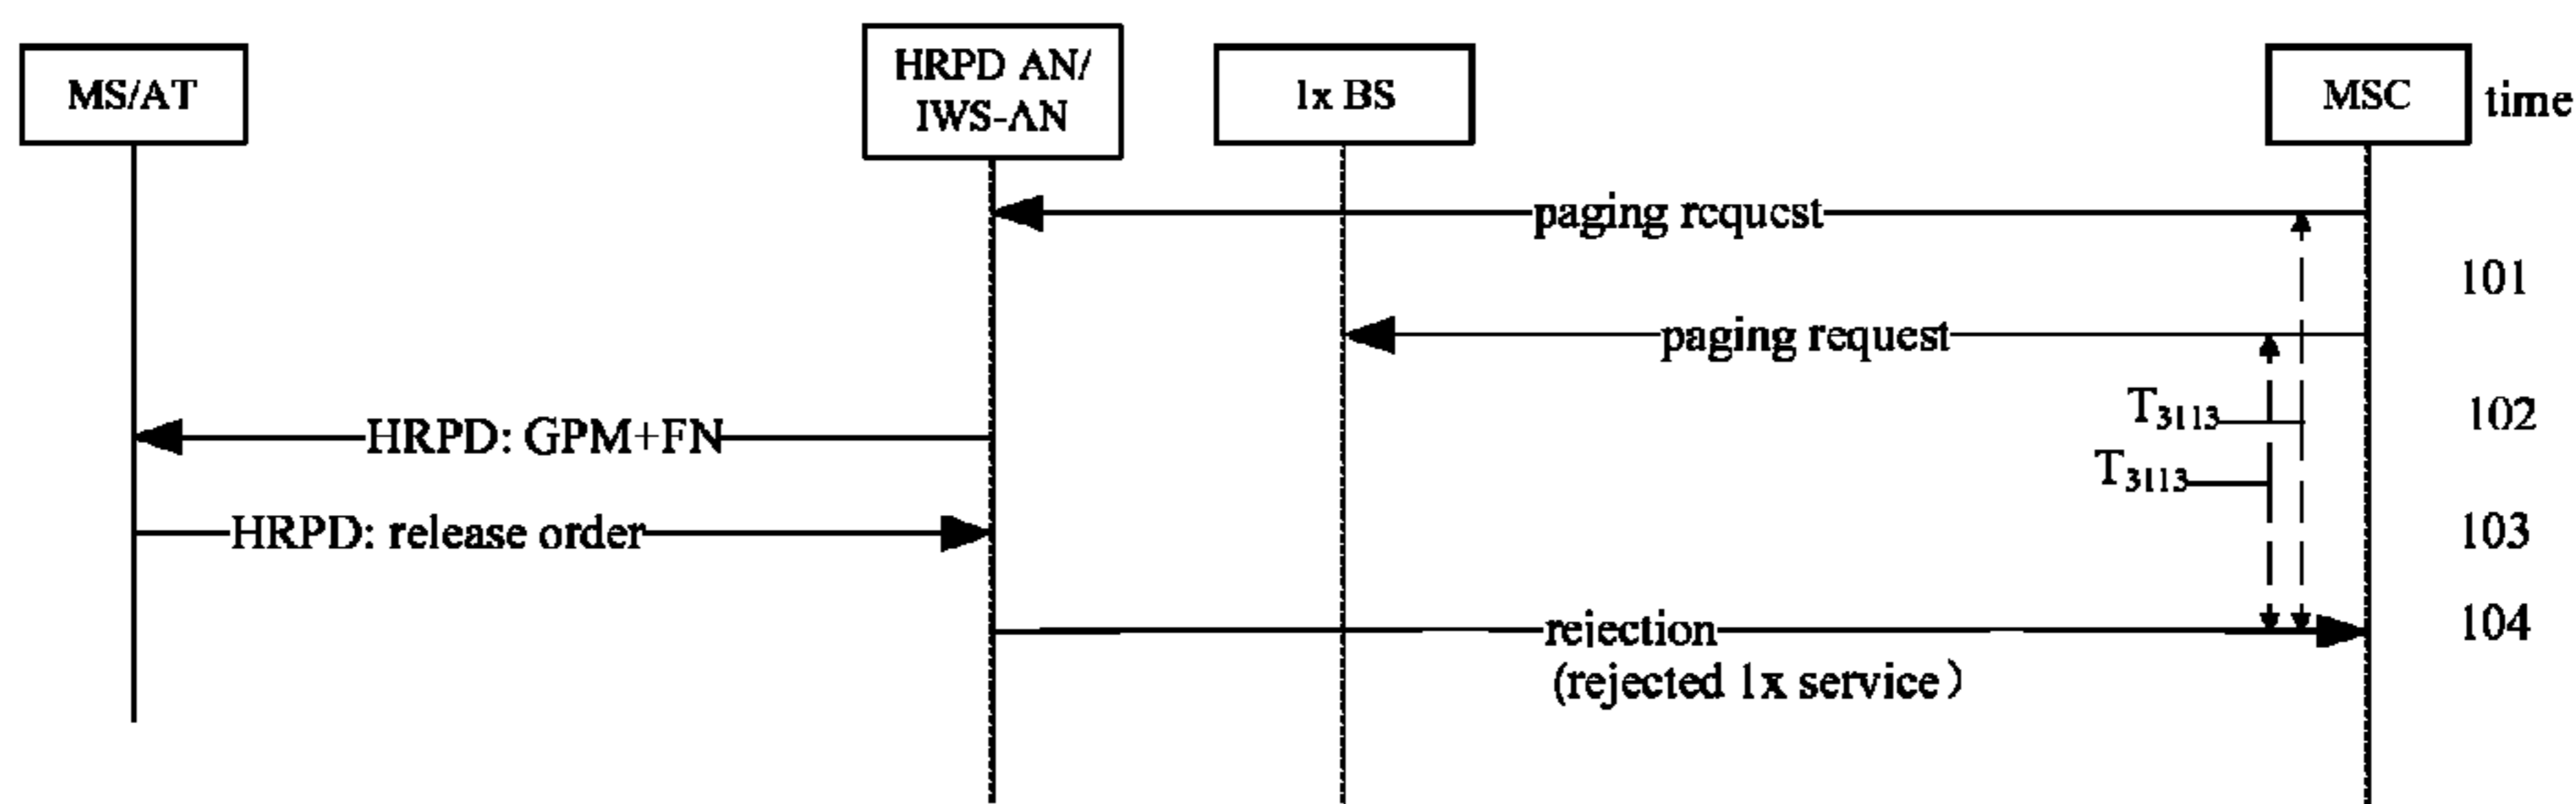 MS/AT
HRPD AN/
IWS-AN
1x BS
MSC
time
paging request
101
paging request
T3113
102
HRPD: GPM+FN
T3113
HRPD: release order
103
rejection
104
(rejected 1x service）